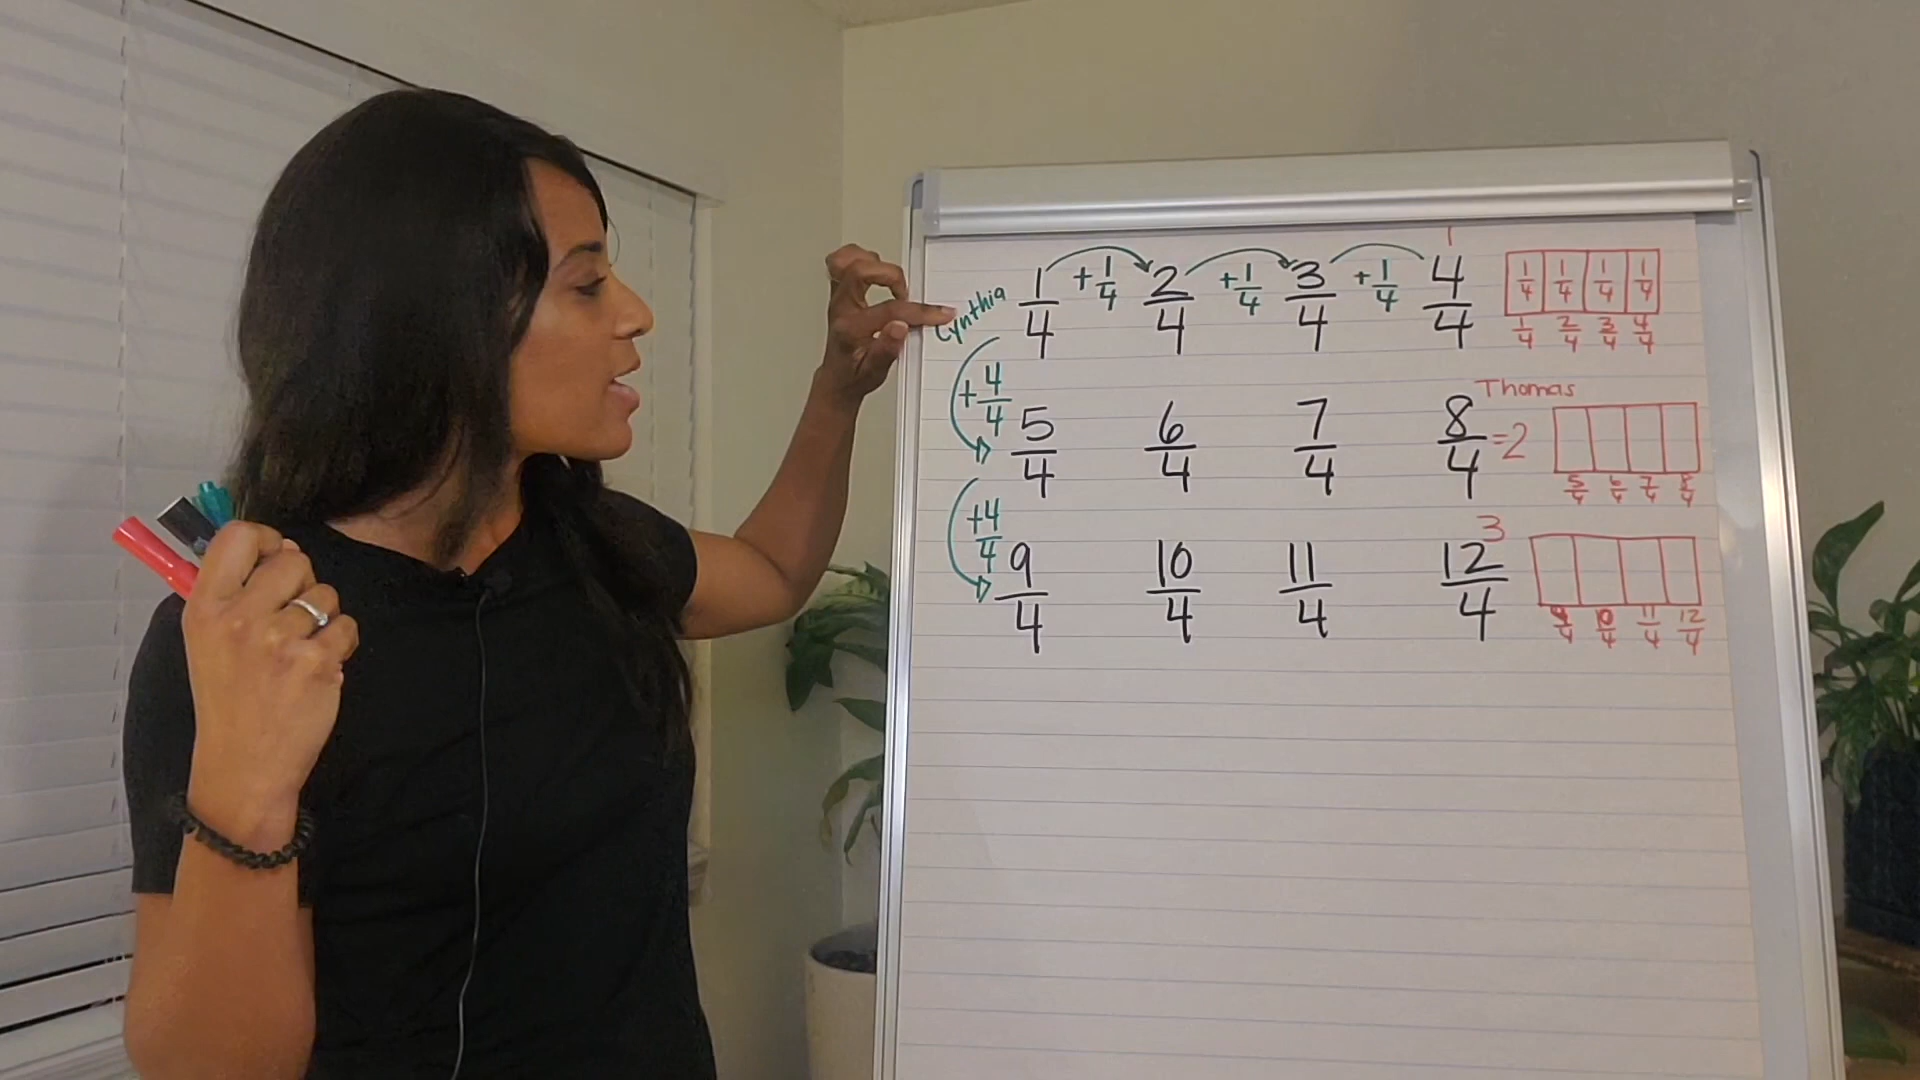 1
Cynthia 1/4 +1/4 2/4 +1/4 3/4 +1/4 4/4 1/4 1/4 1/4 1/4
1/4 2/4 3/4 4/4
+4/4 Thomas
5/4 6/4 7/4 8/4 =2
5/4 6/4 7/4 8/4
+4/4 3
9/4 10/4 11/4 12/4
9/4 10/4 11/4 12/4